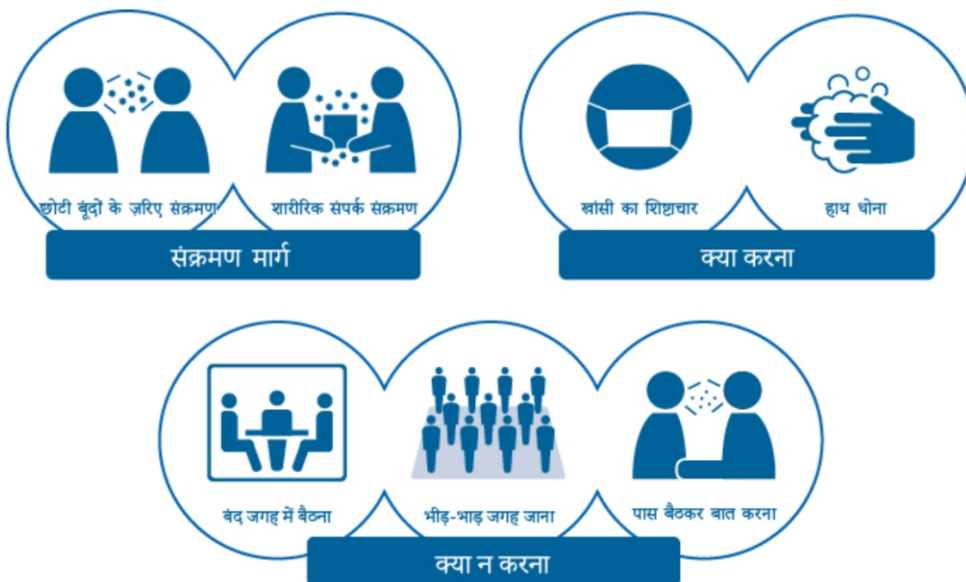 छोटी बूंदों के ज़रिए संक्रमण
शारीरिक संपर्क संक्रमण
संक्रमण मार्ग
खांसी का शिष्टाचार
हाथ धोना
क्या करना
बंद जगह में बैठना
भीड़-भाड़ जगह जाना
पास बैठकर बात करना
क्या न करना